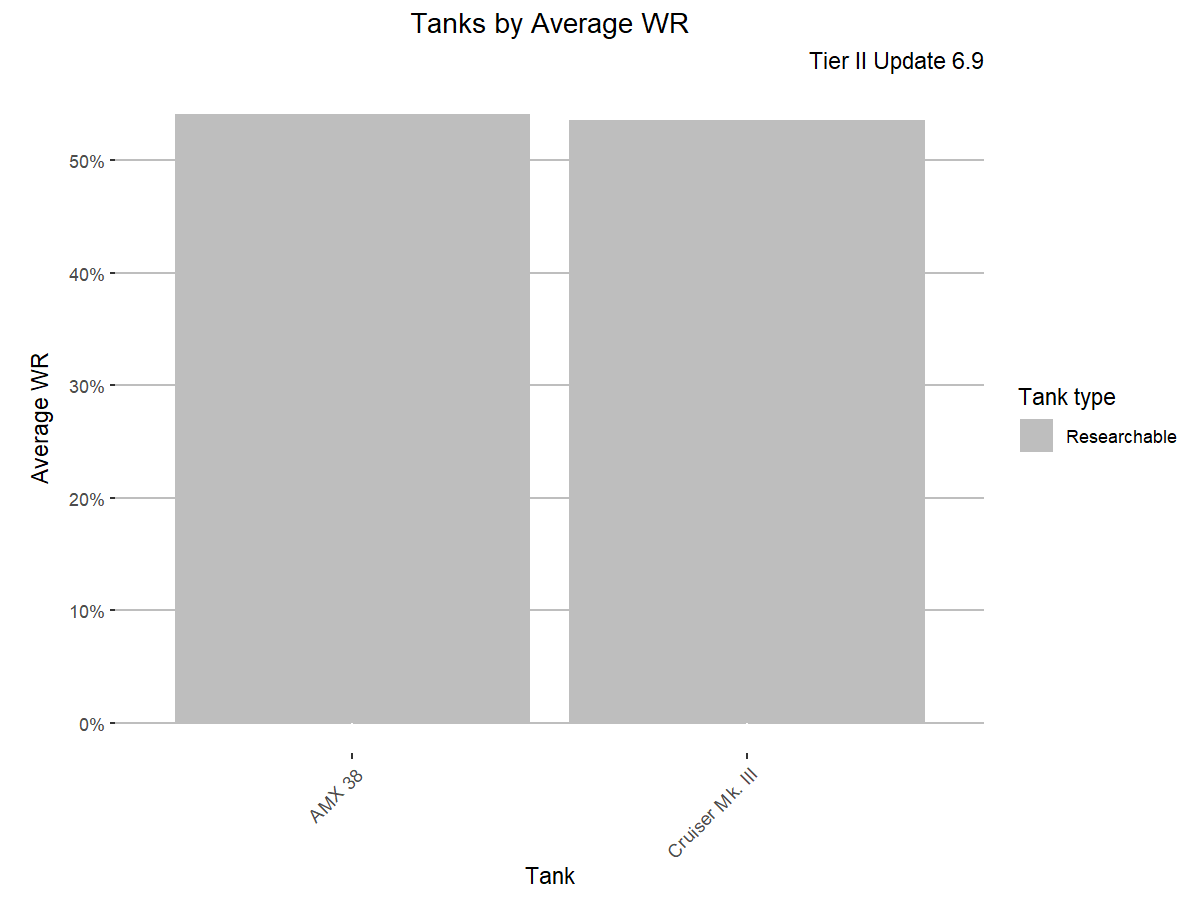 Tanks by Average WR
Tier II Update 6.9
Average WR
50%
40%
30%
20%
10%
0%
AMX 38
Cruiser Mk. III
Tank
Tank type
Researchable